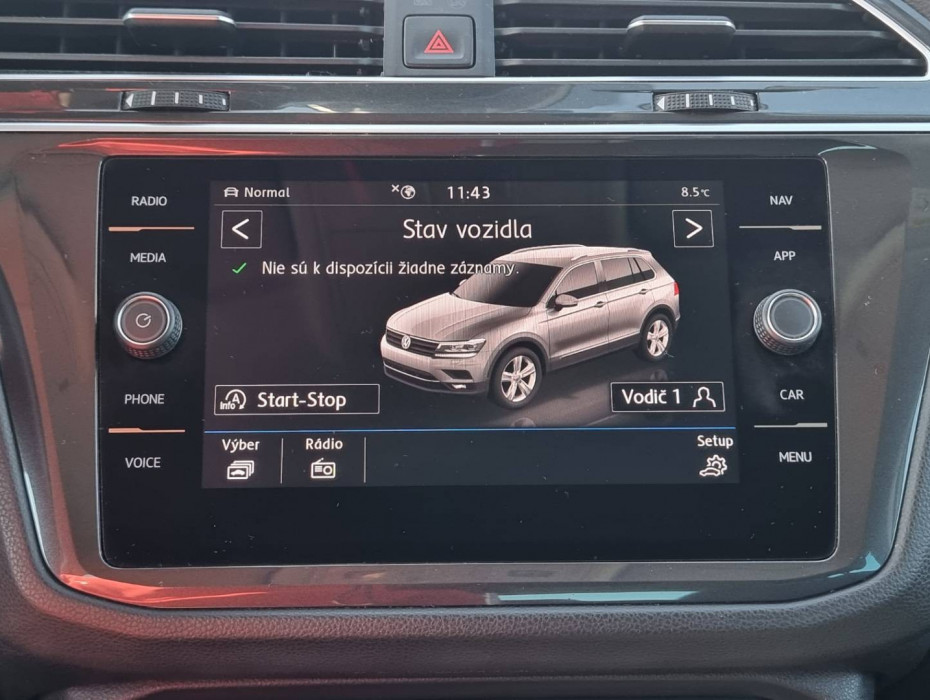 RADIO
MEDIA
PHONE
VOICE
Normal
11:43
8.5°C
<
Stav vozidla
>
Nie sú k dispozícii žiadne záznamy.
A
Info
Start-Stop
Vodič 1
Výber
Rádio
Setup
NAV
APP
CAR
MENU